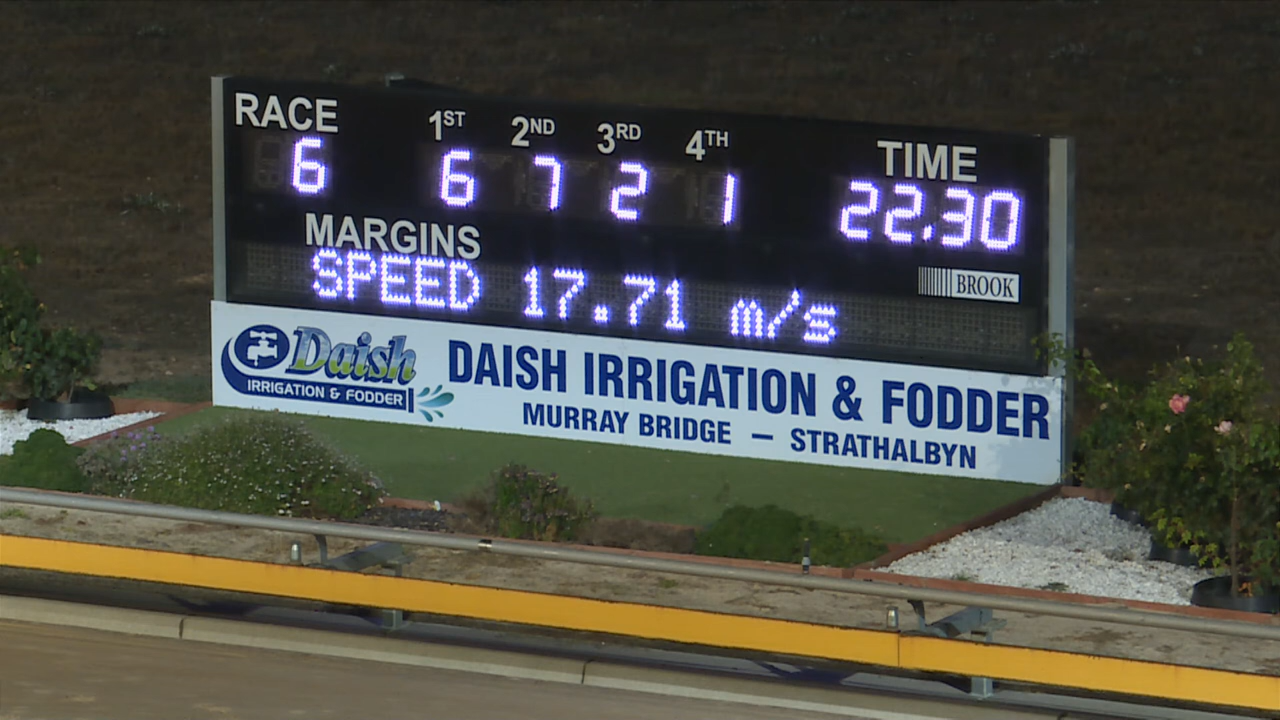 RACE 1ST 2ND 3RD 4TH TIME
6 6 7 2 1 22.30
MARGINS
SPEED 17.71 m/s
BROOK
Daish
IRRIGATION & FODDER
DAISH IRRIGATION & FODDER
MURRAY BRIDGE – STRATHALBYN